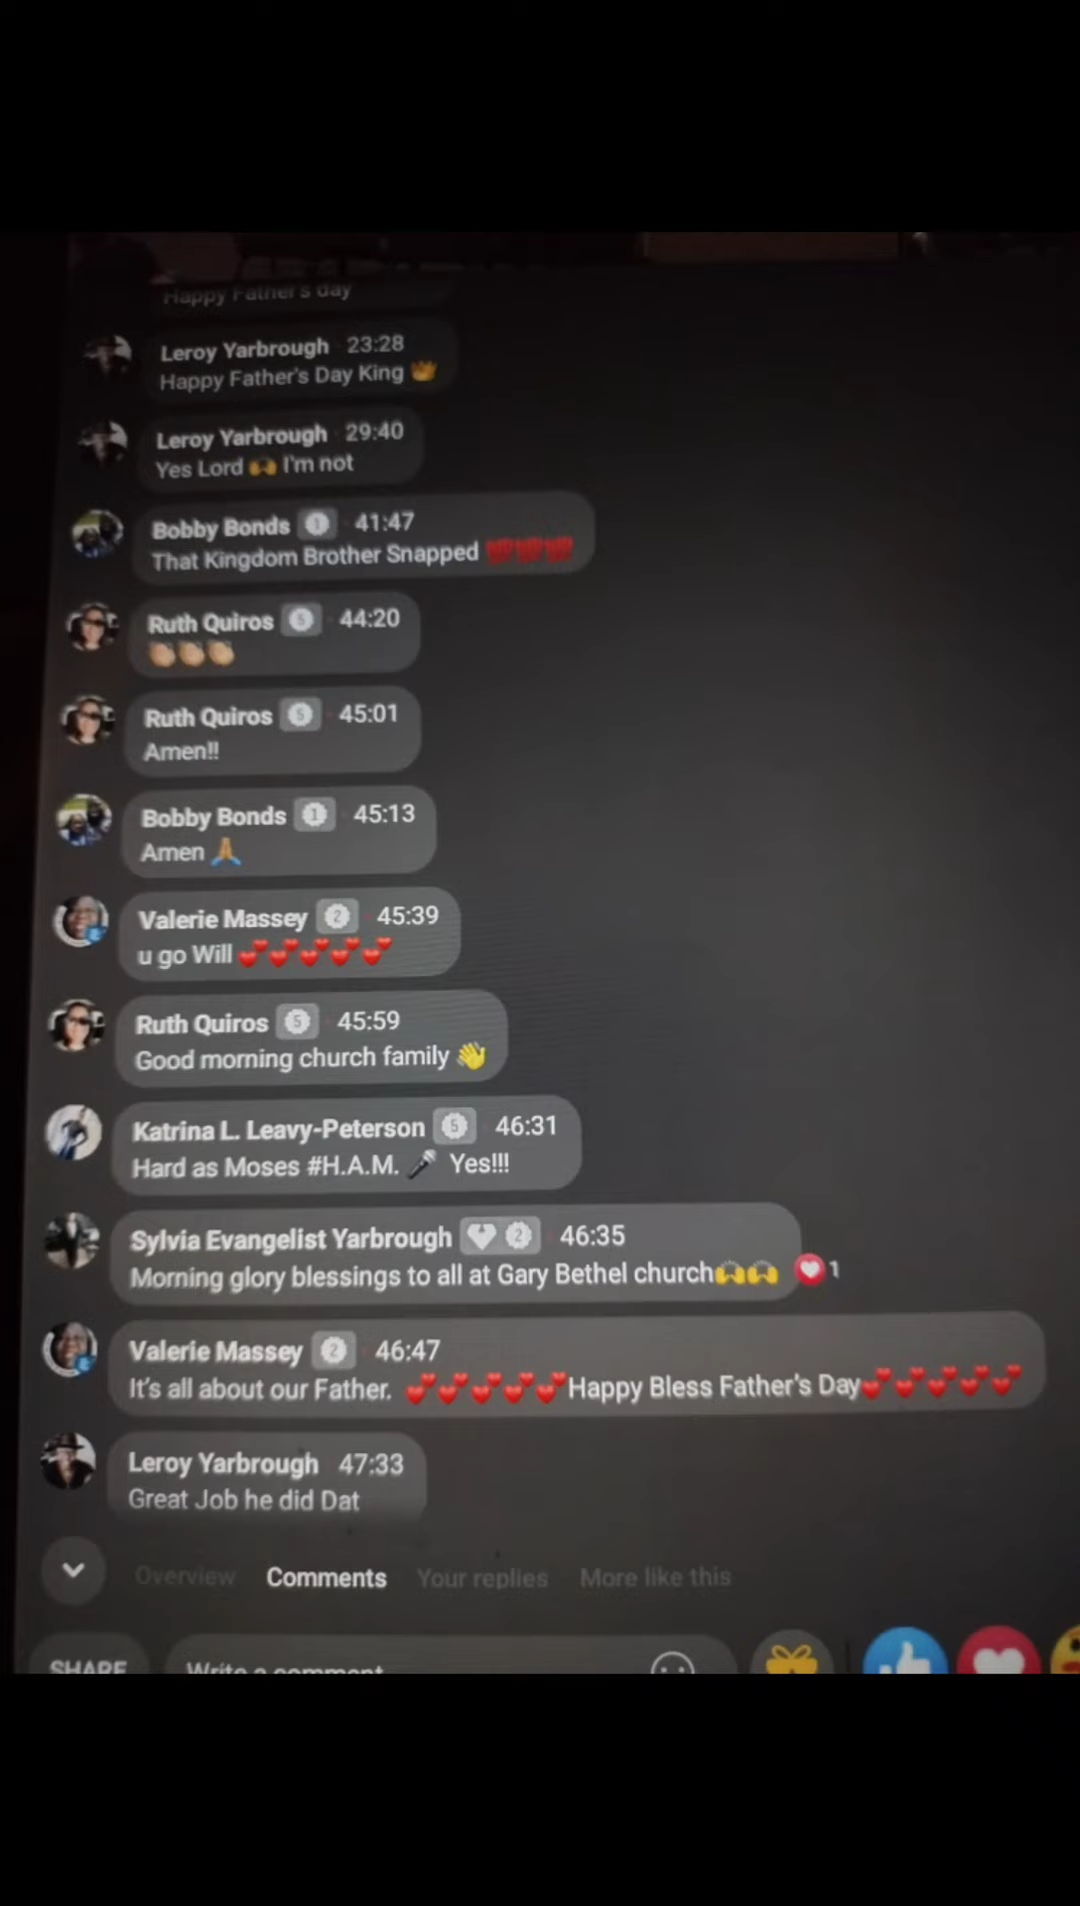 Happy Father's day
Leroy Yarbrough 23:28
Happy Father's Day King 👑
Leroy Yarbrough 29:40
Yes Lord 🙌 I'm not
Bobby Bonds 1 41:47
That Kingdom Brother Snapped 💯💯💯
Ruth Quiros 5 44:20
👏🏼👏🏼👏🏼
Ruth Quiros 5 45:01
Amen!!
Bobby Bonds 1 45:13
Amen 🙏
Valerie Massey 2 45:39
u go Will 💕💕💕💕💕
Ruth Quiros 5 45:59
Good morning church family 👋
Katrina L. Leavy-Peterson 5 46:31
Hard as Moses #H.A.M. 🎤 Yes!!!
Sylvia Evangelist Yarbrough 2 46:35
Morning glory blessings to all at Gary Bethel church🙌🙌 1
Valerie Massey 2 46:47
It's all about our Father. 💕💕💕💕💕Happy Bless Father's Day💕💕💕💕💕
Leroy Yarbrough 47:33
Great Job he did Dat
Overview Comments Your replies More like this
SHARE Write a comment